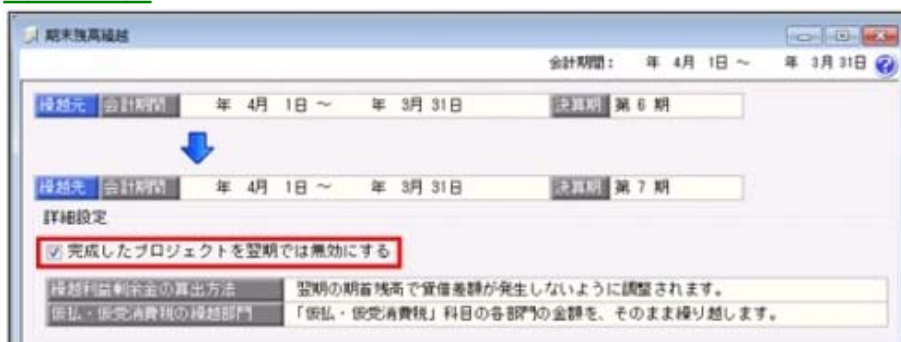 期末残高繰越
会計期間： 年 4月 1日 ～ 年 3月 31日
繰越元 会計期間 年 4月 1日 ～ 年 3月 31日 決算期 第 6 期
繰越先 会計期間 年 4月 1日 ～ 年 3月 31日 決算期 第 7 期
詳細設定
完成したプロジェクトを翌期では無効にする
繰越利益剰余金の算出方法 翌期の期首残高で貸借差額が発生しないように調整されます。
仮払・仮受消費税の繰越部門 「仮払・仮受消費税」科目の各部門の金額を、そのまま繰り越します。